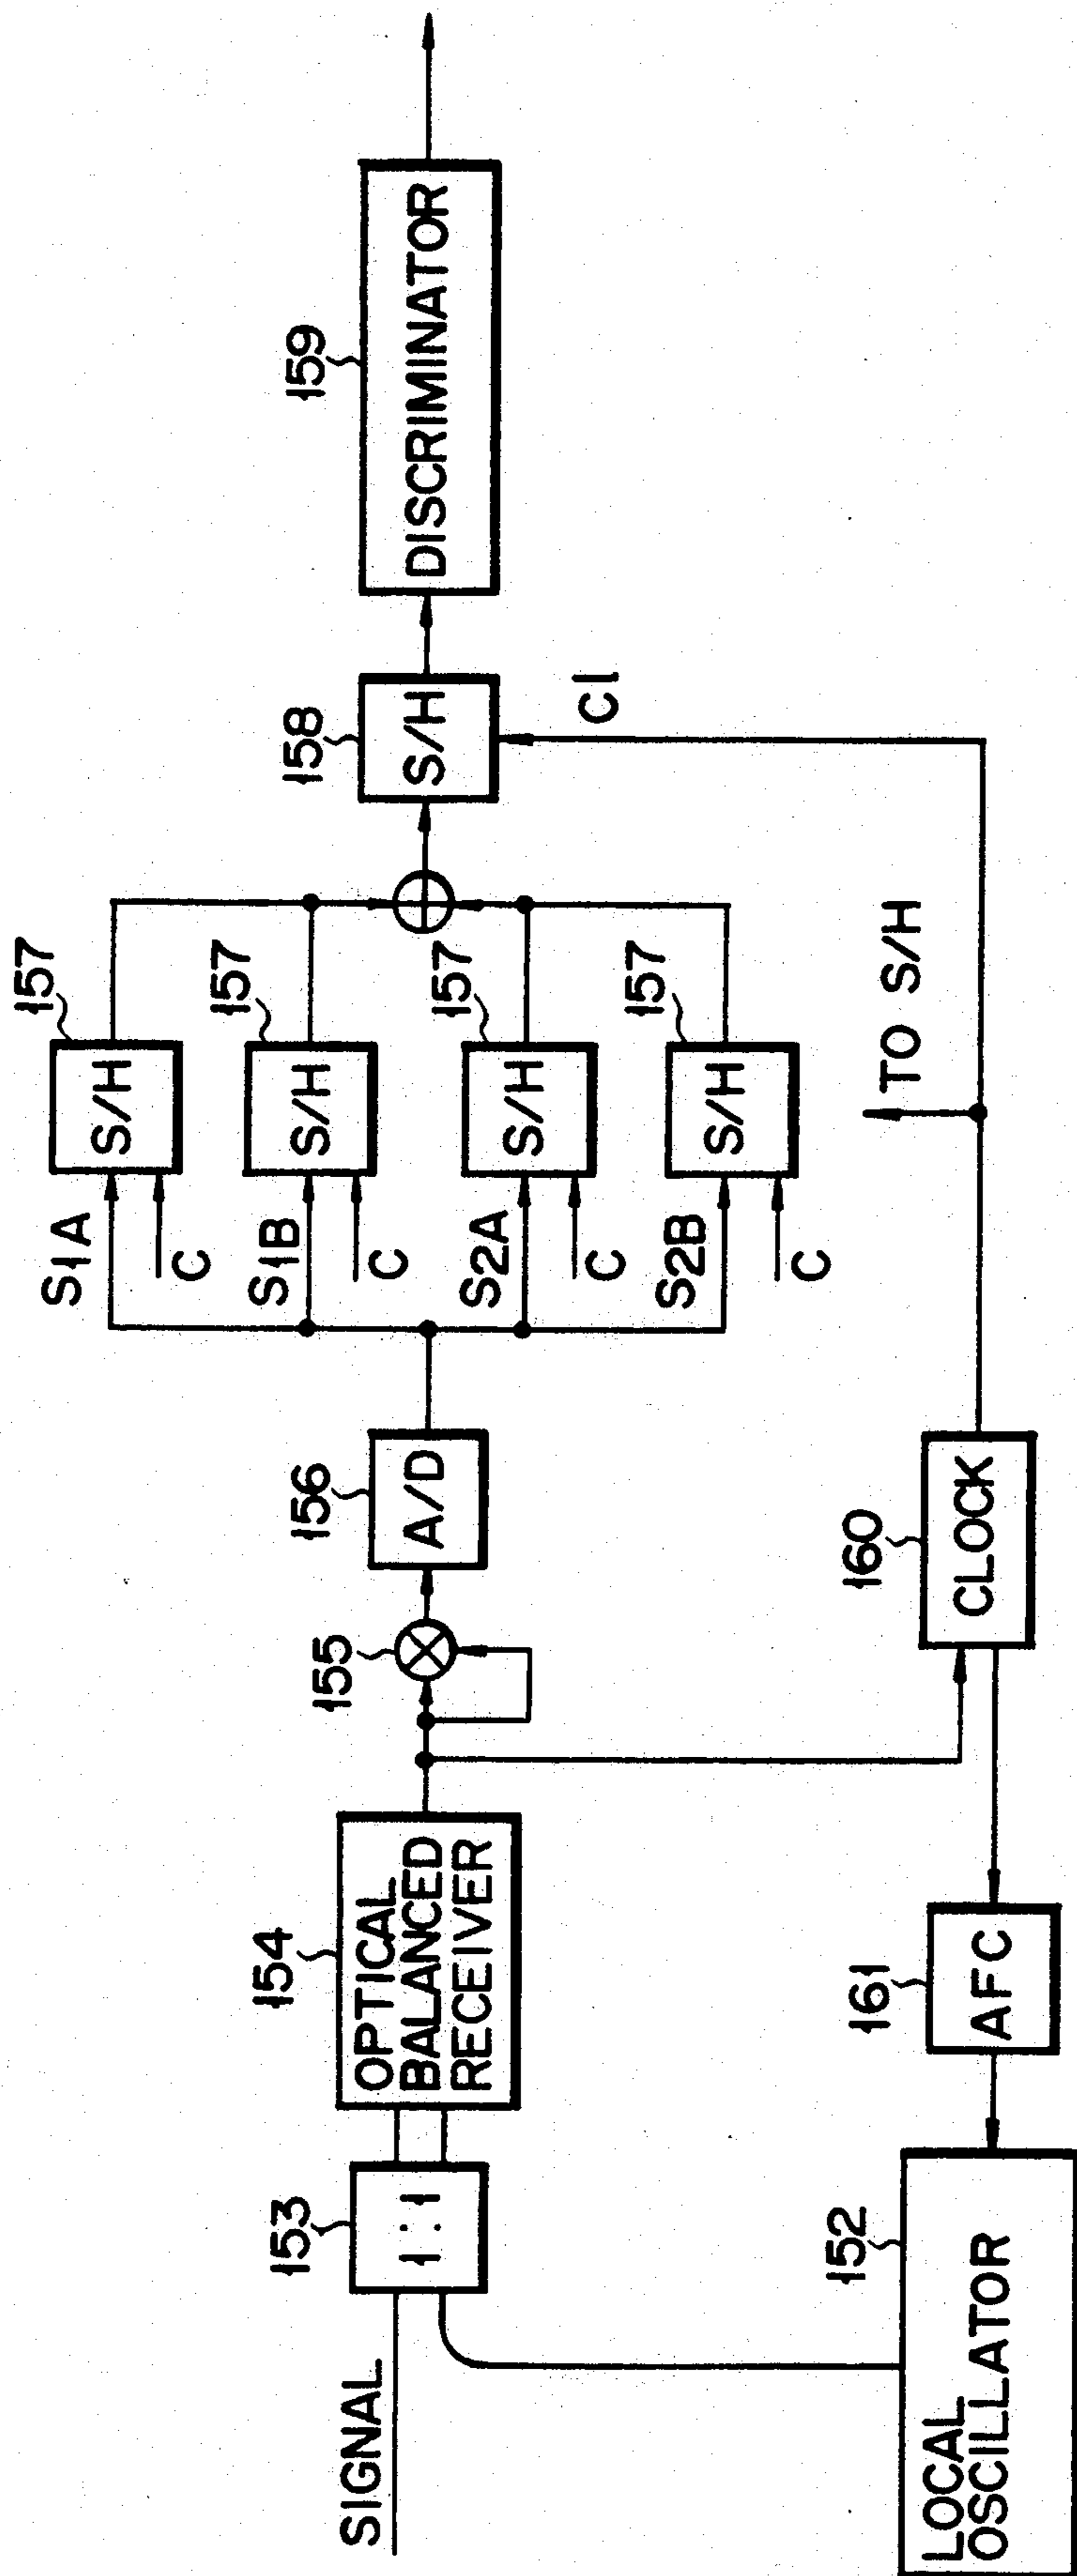 SIGNAL
153
1:1
154
OPTICAL
BALANCED
RECEIVER
155
156
A/D
S1A
C
157
S/H
S1B
C
157
S/H
S2A
C
157
S/H
S2B
C
157
S/H
158
S/H
Cl
159
DISCRIMINATOR
TO S/H
160
CLOCK
161
AFC
152
LOCAL
OSCILLATOR